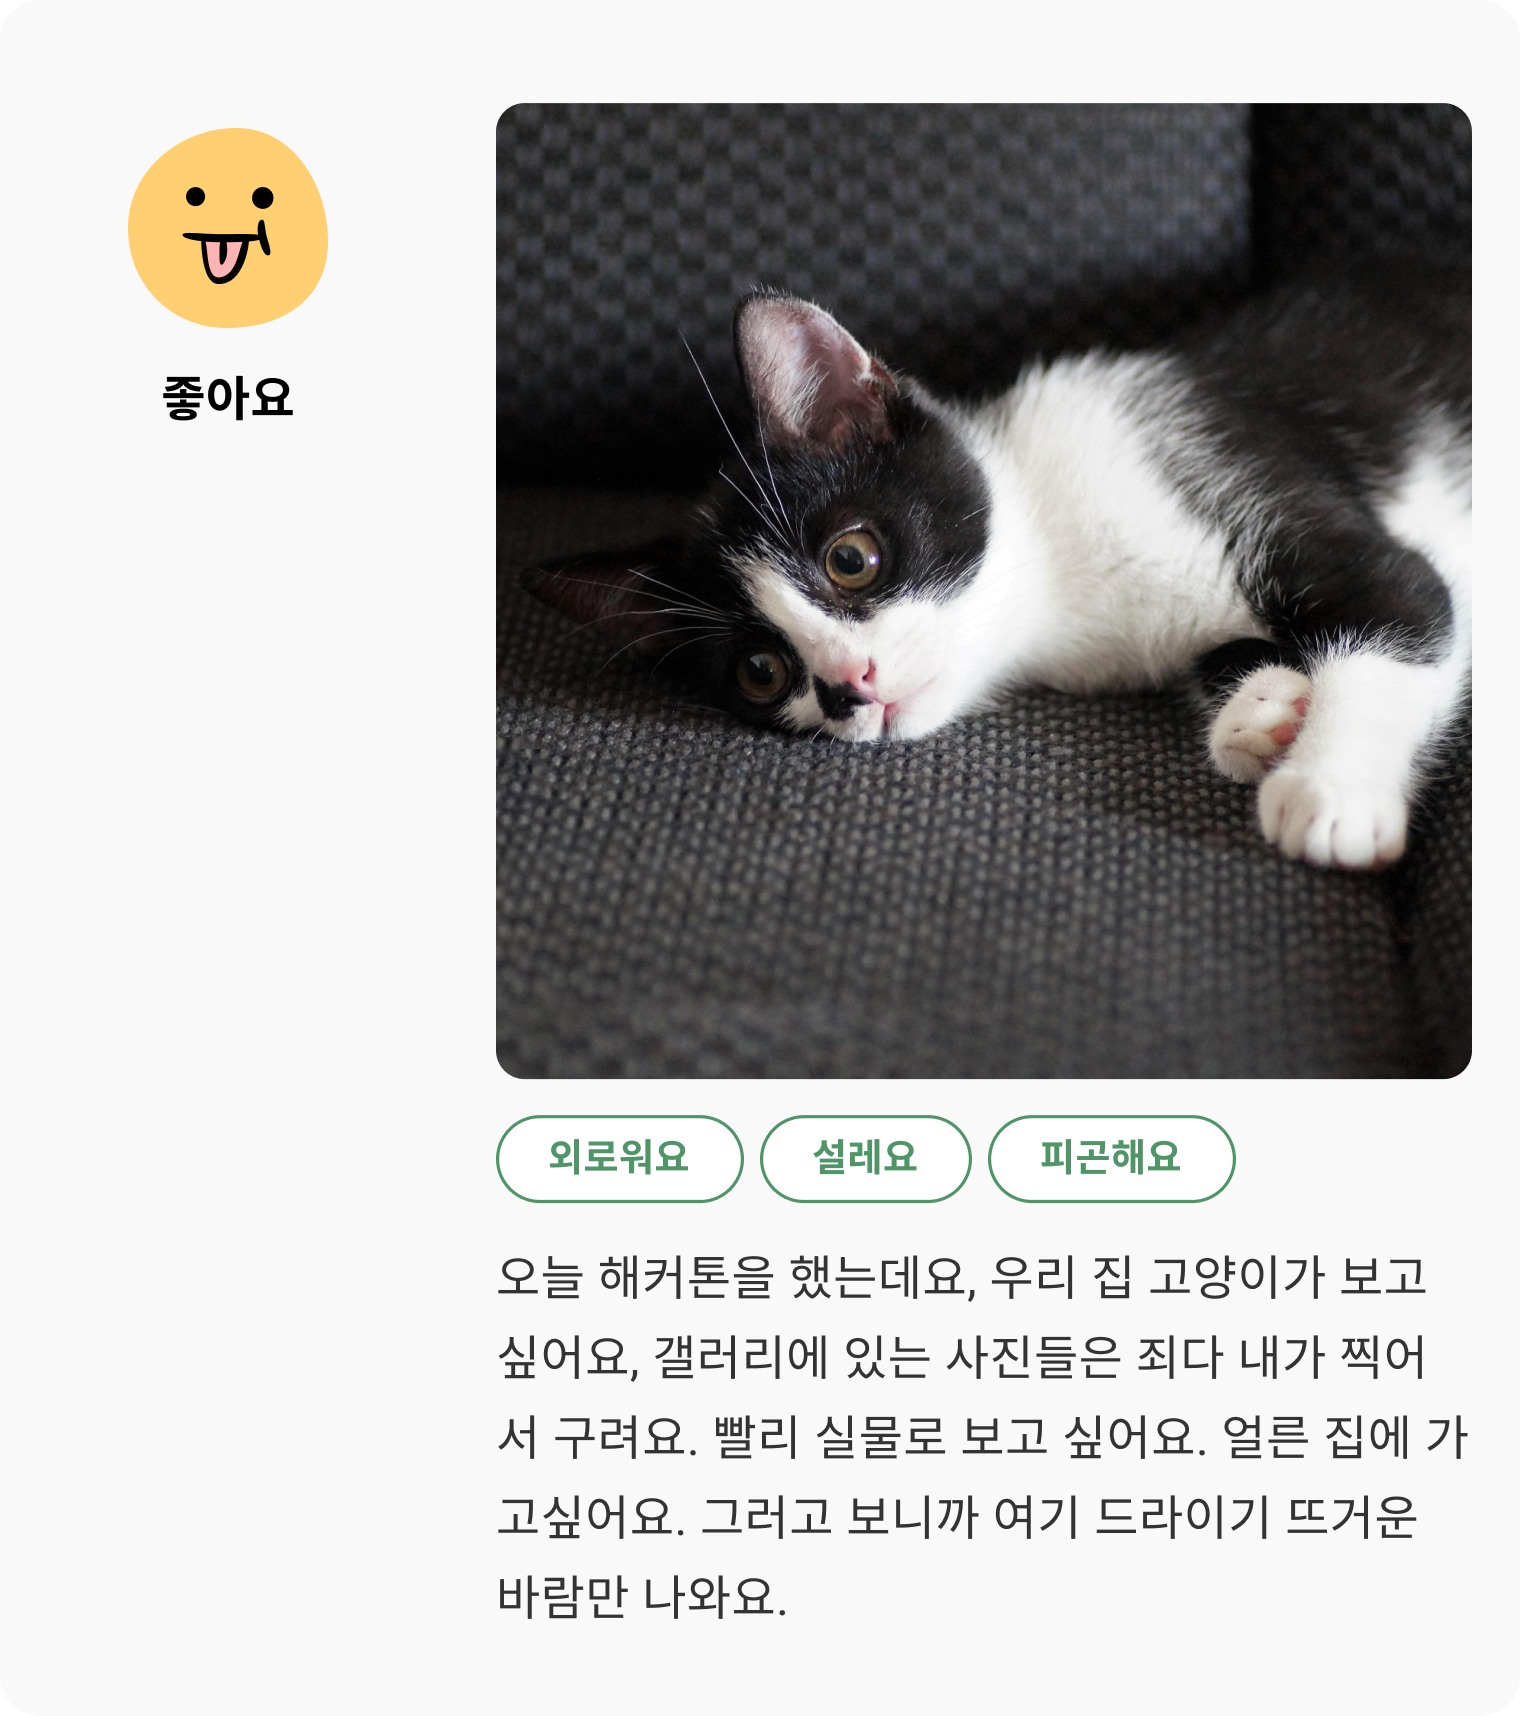 좋아요
외로워요
설레요
피곤해요
오늘 해커톤을 했는데요, 우리 집 고양이가 보고
싶어요, 갤러리에 있는 사진들은 죄다 내가 찍어
서 구려요. 빨리 실물로 보고 싶어요. 얼른 집에 가
고싶어요. 그러고 보니까 여기 드라이기 뜨거운
바람만 나와요.